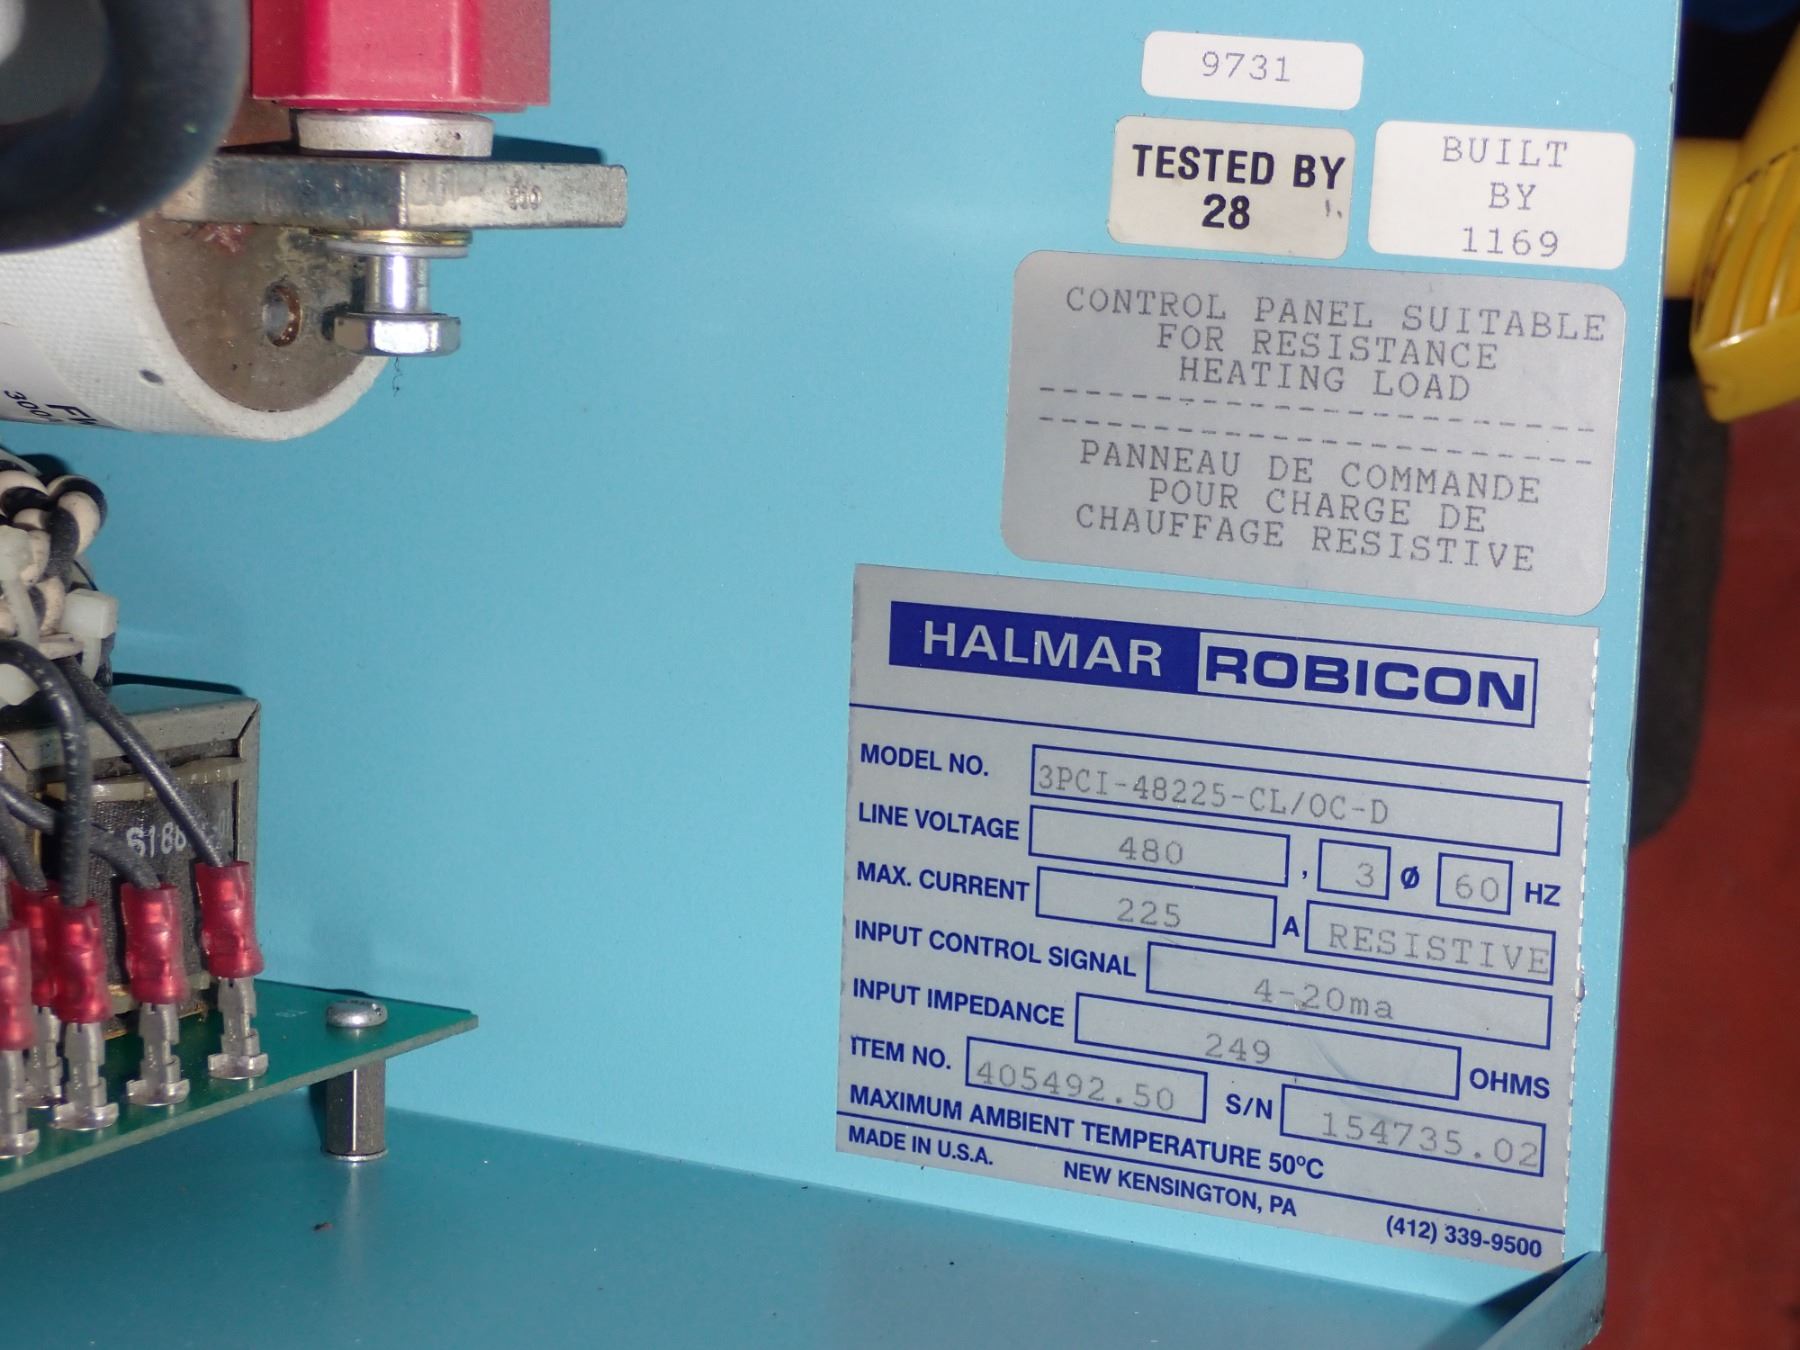 9731
TESTED BY
28
BUILT
BY
1169
CONTROL PANEL SUITABLE
FOR RESISTANCE
HEATING LOAD
--------------------
--------------------
PANNEAU DE COMMANDE
POUR CHARGE DE
CHAUFFAGE RESISTIVE
HALMAR ROBICON
MODEL NO. 3PCI-48225-CL/OC-D
LINE VOLTAGE 480 , 3 Ø 60 HZ
MAX. CURRENT 225 A RESISTIVE
INPUT CONTROL SIGNAL 4-20ma
INPUT IMPEDANCE 249 OHMS
ITEM NO. 405492.50 S/N 154735.02
MAXIMUM AMBIENT TEMPERATURE 50ºC
MADE IN U.S.A. NEW KENSINGTON, PA (412) 339-9500